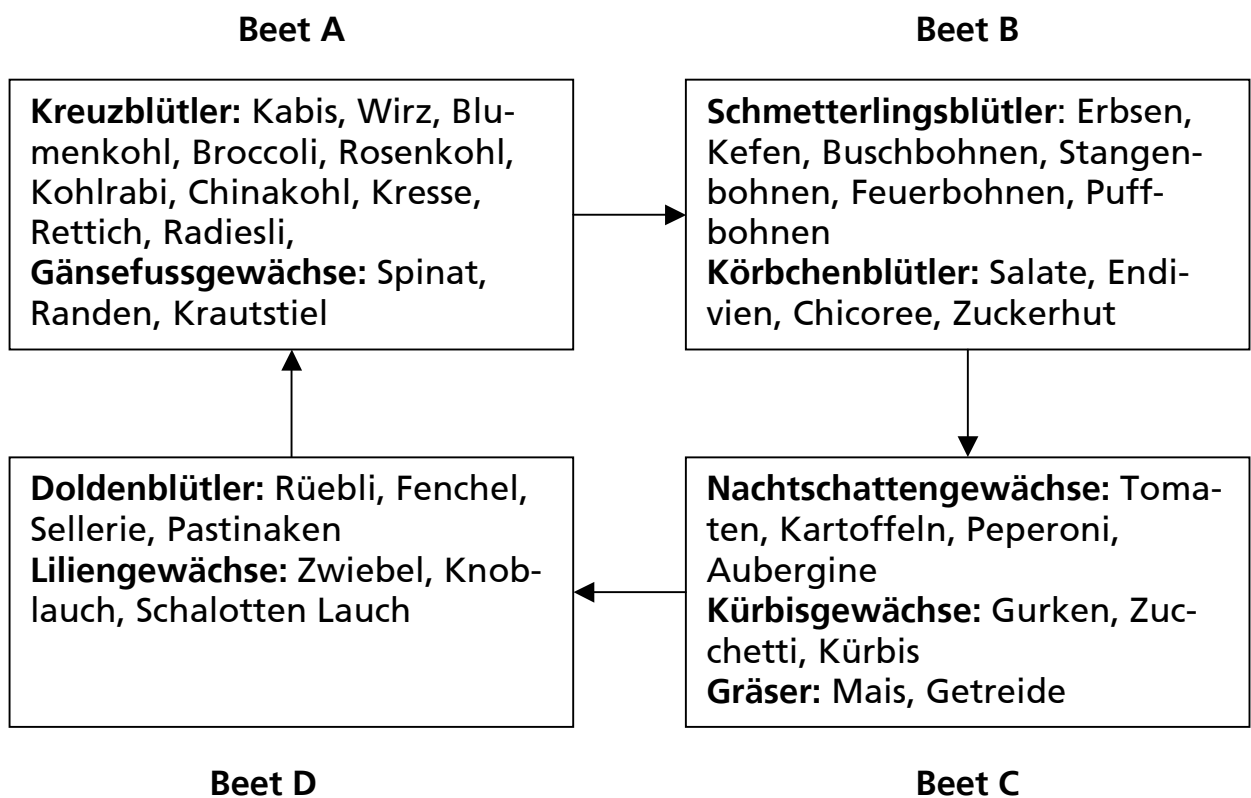 Beet A
Kreuzblütler: Kabis, Wirz, Blu-
menkohl, Broccoli, Rosenkohl,
Kohlrabi, Chinakohl, Kresse,
Rettich, Radiesli,
Gänsefussgewächse: Spinat,
Randen, Krautstiel
Beet B
Schmetterlingsblütler: Erbsen,
Kefen, Buschbohnen, Stangen-
bohnen, Feuerbohnen, Puff-
bohnen
Körbchenblütler: Salate, Endi-
vien, Chicoree, Zuckerhut
Doldenblütler: Rüebli, Fenchel,
Sellerie, Pastinaken
Liliengewächse: Zwiebel, Knob-
lauch, Schalotten Lauch
Beet D
Nachtschattengewächse: Toma-
ten, Kartoffeln, Peperoni,
Aubergine
Kürbisgewächse: Gurken, Zuc-
chetti, Kürbis
Gräser: Mais, Getreide
Beet C